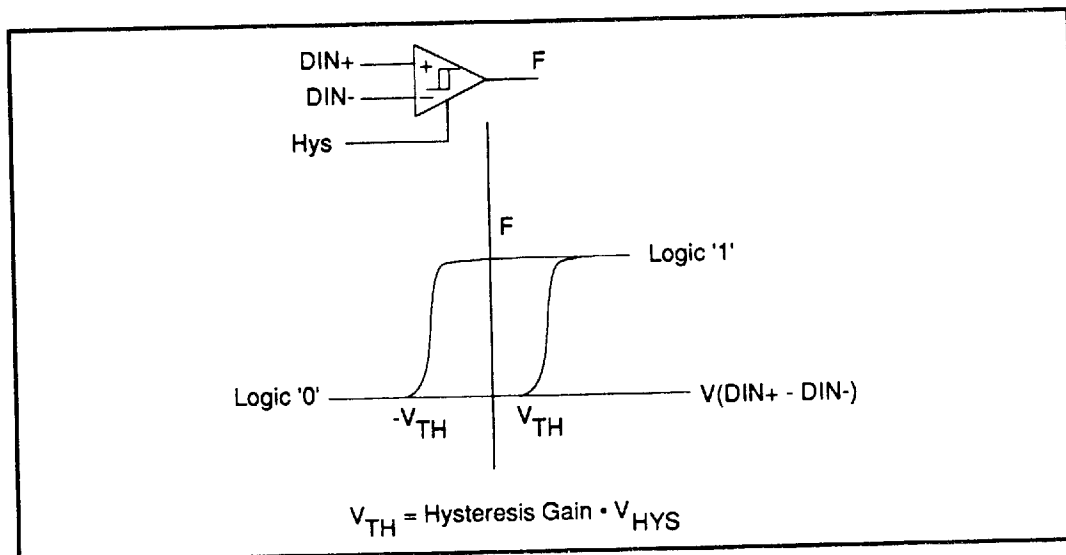 DIN+
F
+
DIN-
−
Hys
F
Logic '1'
Logic '0'
V(DIN+ - DIN-)
-VTH
VTH
VTH = Hysteresis Gain • VHYS